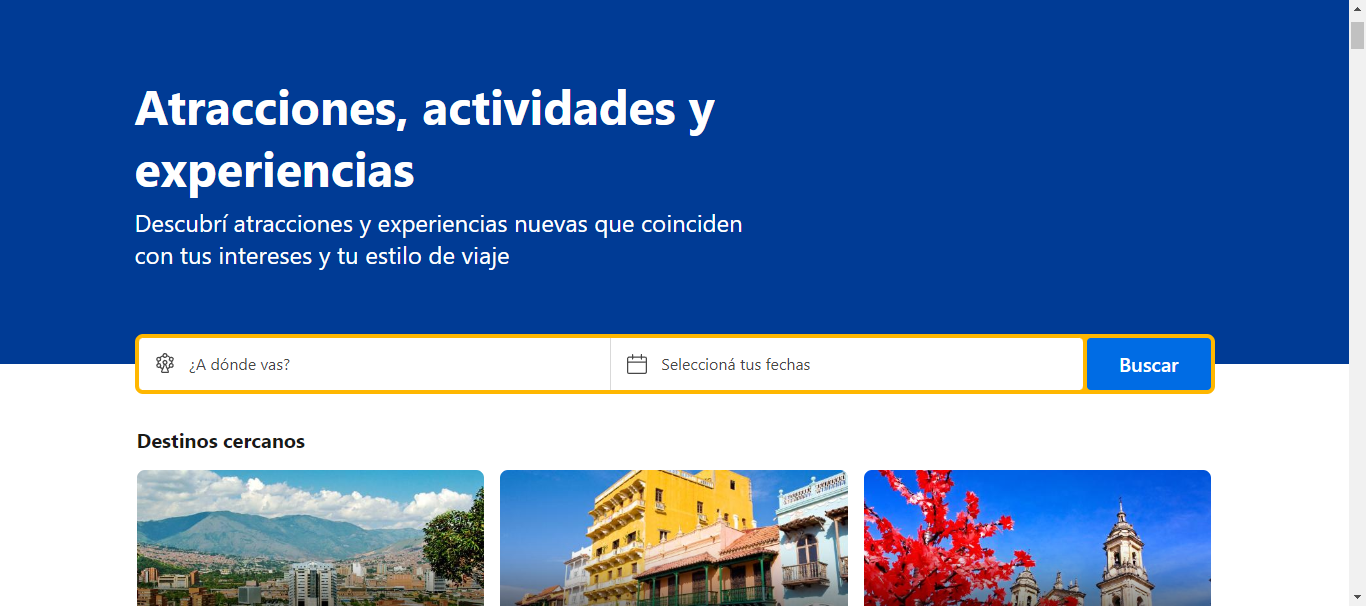 Atracciones, actividades y
experiencias
Descubrí atracciones y experiencias nuevas que coinciden
con tus intereses y tu estilo de viaje
¿A dónde vas?
Seleccioná tus fechas
Buscar
Destinos cercanos